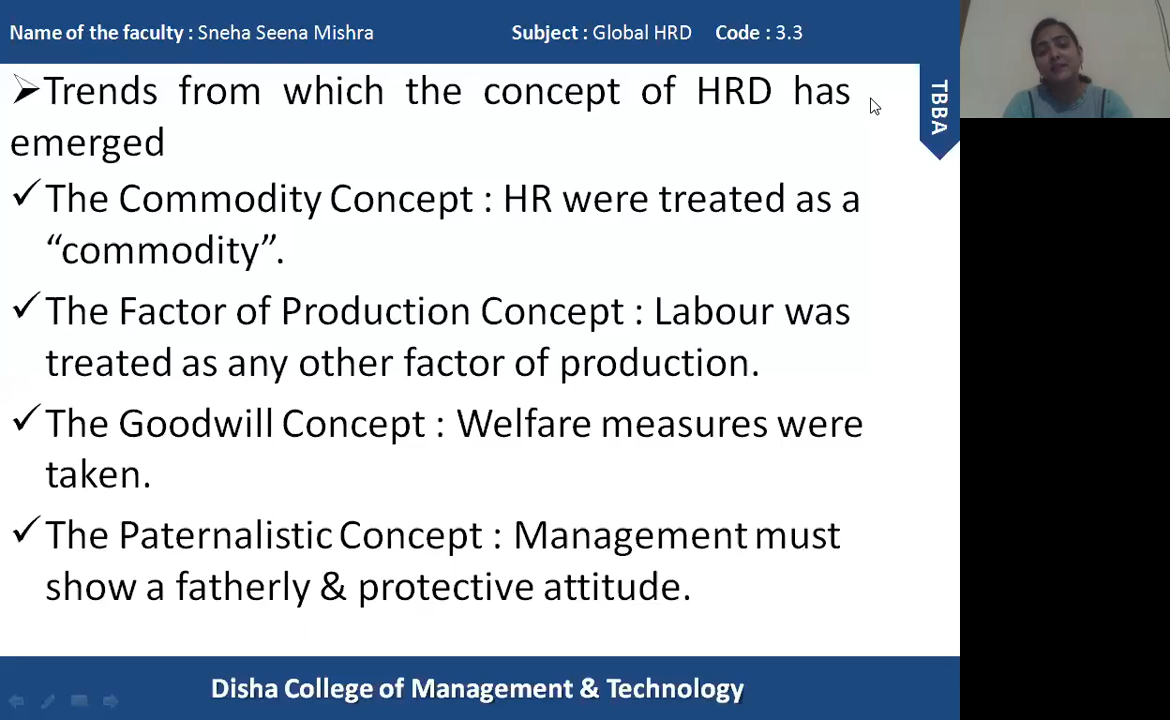 Name of the faculty : Sneha Seena Mishra Subject : Global HRD Code : 3.3
TBBA
➢Trends from which the concept of HRD has
emerged
✓The Commodity Concept : HR were treated as a
“commodity”.
✓The Factor of Production Concept : Labour was
treated as any other factor of production.
✓The Goodwill Concept : Welfare measures were
taken.
✓The Paternalistic Concept : Management must
show a fatherly & protective attitude.
Disha College of Management & Technology